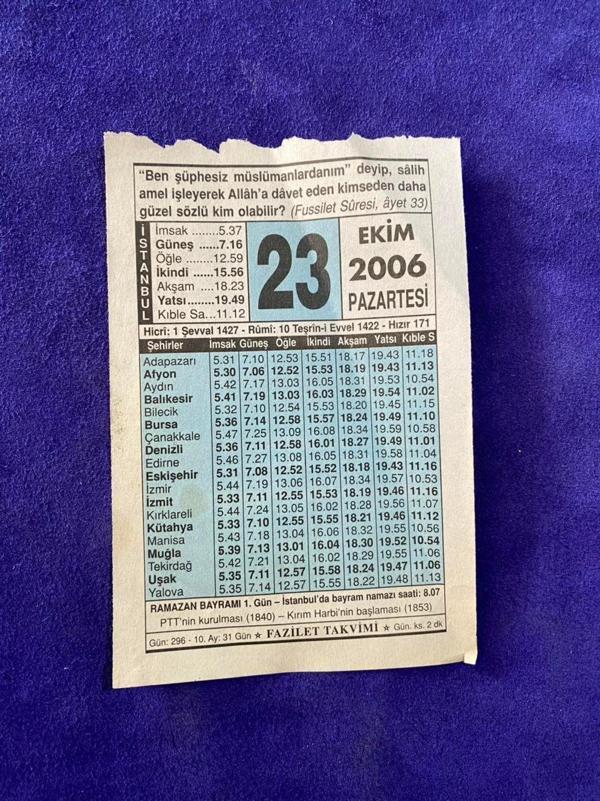 “Ben şüphesiz müslümanlardanım” deyip, sâlih
amel işleyerek Allâh’a dâvet eden kimseden daha
güzel sözlü kim olabilir? (Fussilet Sûresi, âyet 33)
İSTANBUL
İmsak ........5.37
Güneş ......7.16
Öğle ........12.59
İkindi ......15.56
Akşam ....18.23
Yatsı........19.49
Kıble Sa...11.12
23
EKİM
2006
PAZARTESİ
Hicrî: 1 Şevval 1427 - Rûmî: 10 Teşrin-i Evvel 1422 - Hızır 171
Şehirler İmsak Güneş Öğle İkindi Akşam Yatsı Kıble S
Adapazarı 5.31 7.10 12.53 15.51 18.17 19.43 11.18
Afyon 5.30 7.06 12.52 15.53 18.19 19.43 11.13
Aydın 5.42 7.17 13.03 16.05 18.31 19.53 10.54
Balıkesir 5.41 7.19 13.03 16.03 18.29 19.54 11.02
Bilecik 5.32 7.10 12.54 15.53 18.20 19.45 11.15
Bursa 5.36 7.14 12.58 15.57 18.24 19.49 11.10
Çanakkale 5.47 7.25 13.09 16.08 18.34 19.59 10.58
Denizli 5.36 7.11 12.58 16.01 18.27 19.49 11.01
Edirne 5.46 7.27 13.08 16.05 18.31 19.58 11.04
Eskişehir 5.31 7.08 12.52 15.52 18.18 19.43 11.16
İzmir 5.44 7.19 13.06 16.07 18.34 19.57 10.53
İzmit 5.33 7.11 12.55 15.53 18.19 19.46 11.16
Kırklareli 5.44 7.24 13.05 16.02 18.28 19.56 11.07
Kütahya 5.33 7.10 12.55 15.55 18.21 19.46 11.12
Manisa 5.43 7.18 13.04 16.06 18.32 19.55 10.56
Muğla 5.39 7.13 13.01 16.04 18.30 19.52 10.54
Tekirdağ 5.42 7.21 13.04 16.02 18.29 19.55 11.06
Uşak 5.35 7.11 12.57 15.58 18.24 19.47 11.06
Yalova 5.35 7.14 12.57 15.55 18.22 19.48 11.13
RAMAZAN BAYRAMI 1. Gün – İstanbul’da bayram namazı saati: 8.07
PTT’nin kurulması (1840) – Kırım Harbi’nin başlaması (1853)
Gün: 296 - 10. Ay: 31 Gün ★ FAZİLET TAKVİMİ ★ Gün. ks. 2 dk